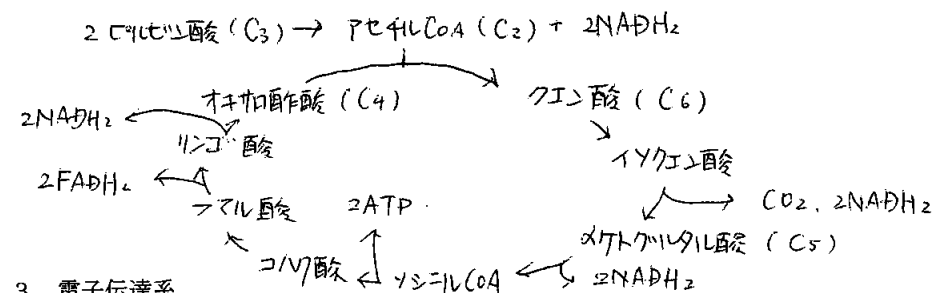 2 ピルビン酸 (C3) → アセチルCoA (C2) + 2NADH2
オキサロ酢酸 (C4)
クエン酸 (C6)
2NADH2
リンゴ酸
イソクエン酸
2FADH2
CO2, 2NADH2
フマル酸
2ATP
αケトグルタル酸 (C5)
コハク酸
スクシニルCoA
2NADH2
3 電子伝達系